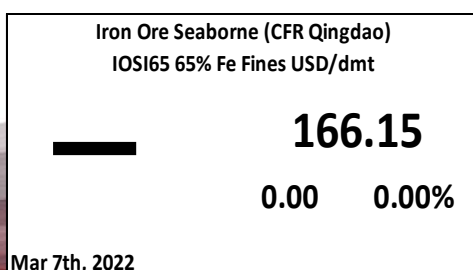 Iron Ore Seaborne (CFR Qingdao)
IOSI65 65% Fe Fines USD/dmt
166.15
0.00 0.00%
Mar 7th, 2022